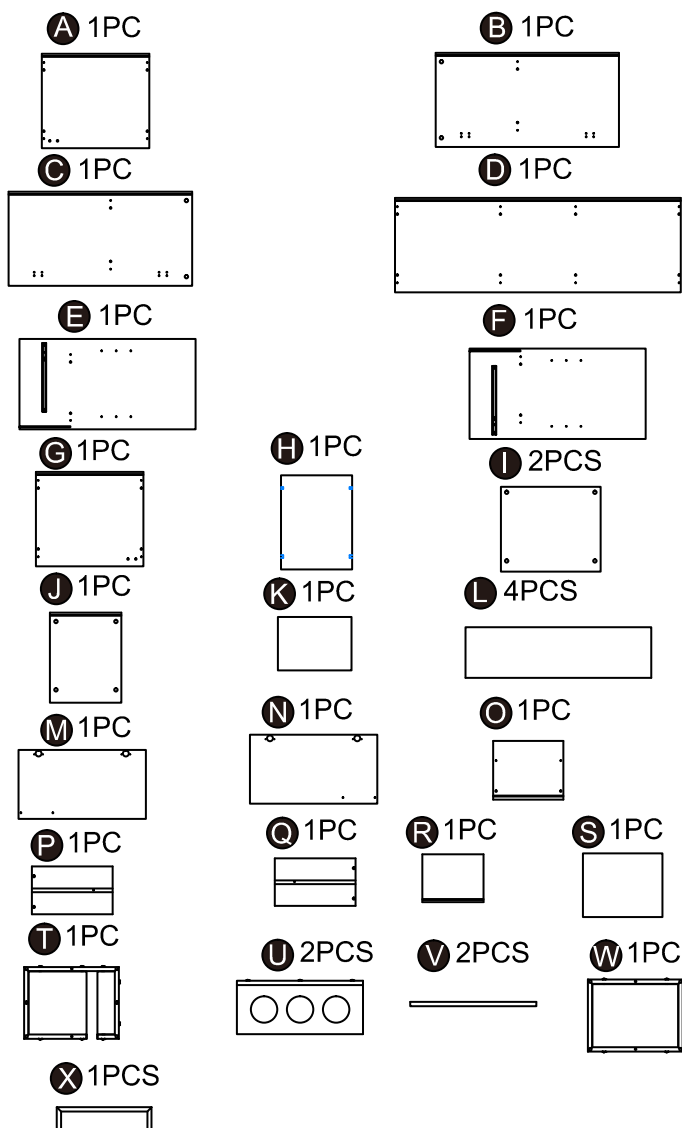 A 1PC
B 1PC
C 1PC
D 1PC
E 1PC
F 1PC
G 1PC
H 1PC
I 2PCS
J 1PC
K 1PC
L 4PCS
M 1PC
N 1PC
O 1PC
P 1PC
Q 1PC
R 1PC
S 1PC
T 1PC
U 2PCS
V 2PCS
W 1PC
X 1PCS